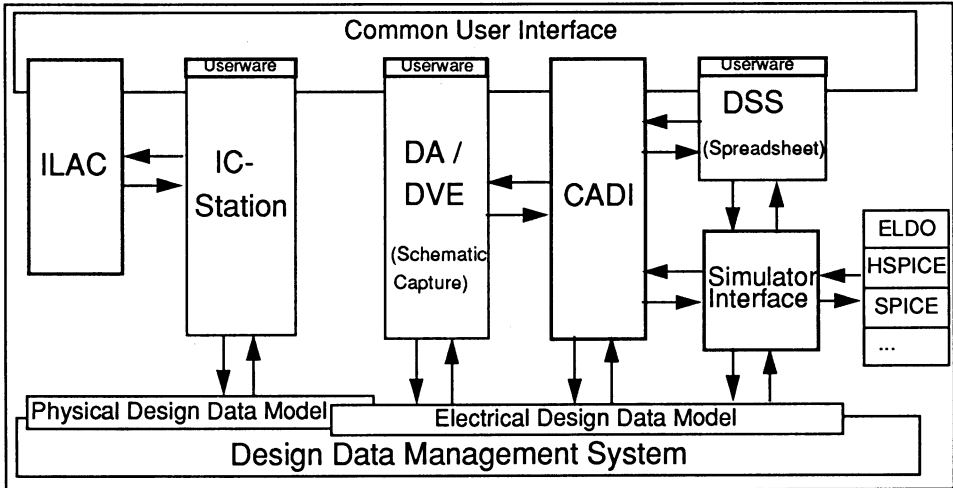 Common User Interface
Userware
Userware
Userware
ILAC
IC-
Station
DA /
DVE
(Schematic
Capture)
CADI
DSS
(Spreadsheet)
Simulator
Interface
ELDO
HSPICE
SPICE
...
Physical Design Data Model
Electrical Design Data Model
Design Data Management System